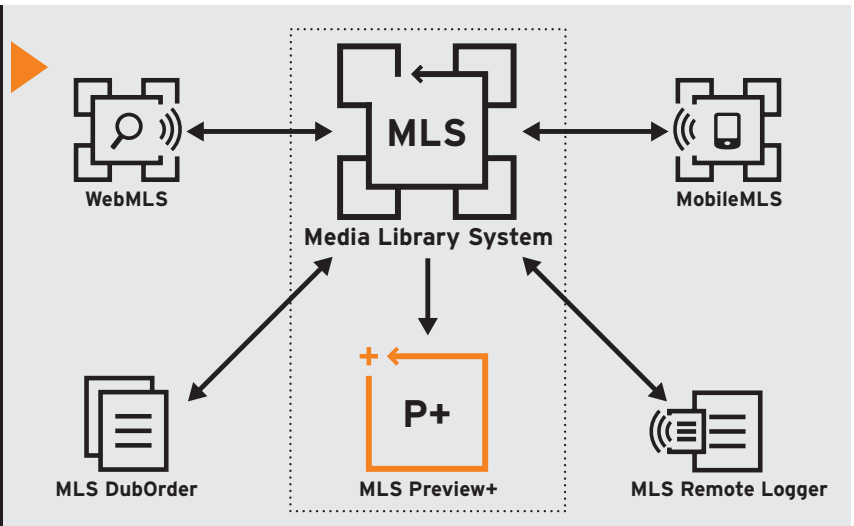 MLS
WebMLS
MobileMLS
Media Library System
P+
MLS DubOrder
MLS Preview+
MLS Remote Logger